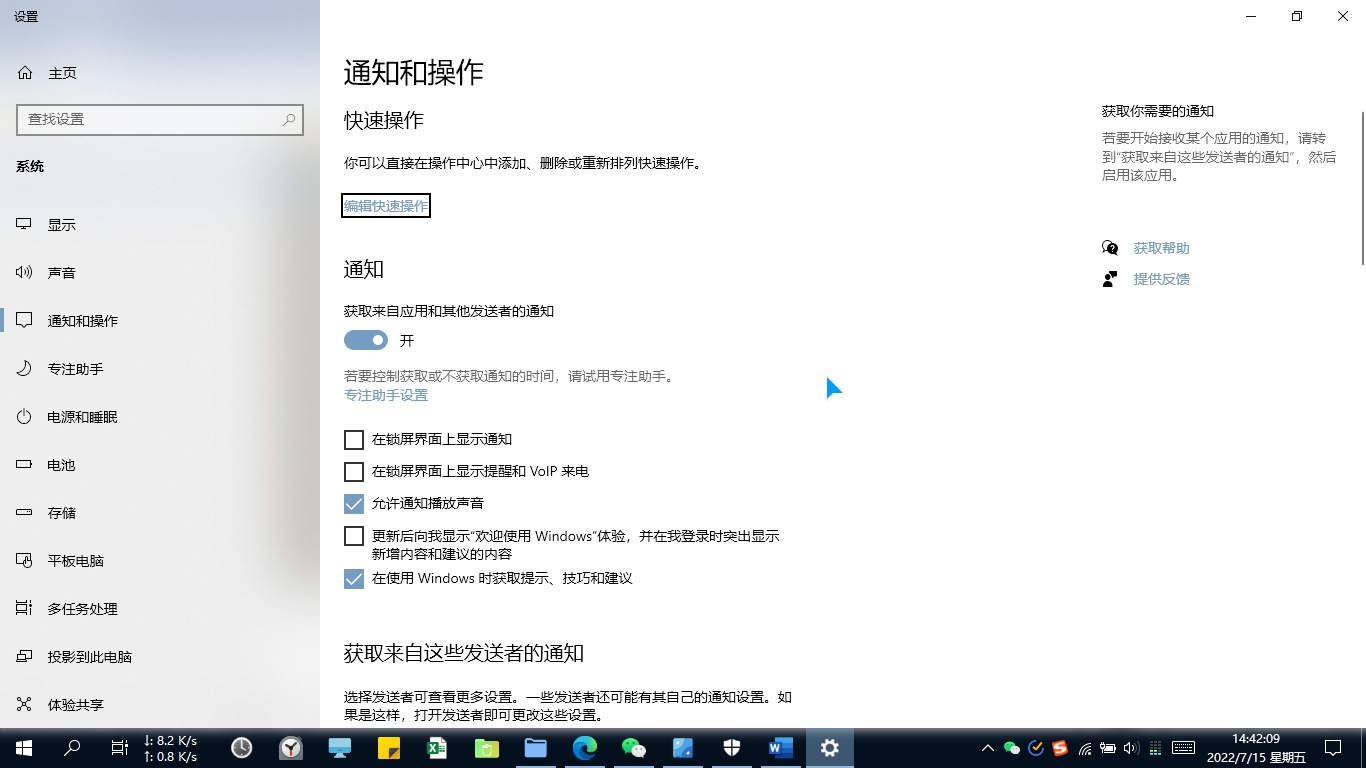 设置
主页
查找设置
系统
显示
声音
通知和操作
专注助手
电源和睡眠
电池
存储
平板电脑
多任务处理
投影到此电脑
体验共享
通知和操作
快速操作
你可以直接在操作中心中添加、删除或重新排列快速操作。
编辑快速操作
通知
获取来自应用和其他发送者的通知
开
若要控制获取或不获取通知的时间，请试用专注助手。
专注助手设置
在锁屏界面上显示通知
在锁屏界面上显示提醒和 VoIP 来电
允许通知播放声音
更新后向我显示"欢迎使用 Windows"体验，并在我登录时突出显示
新增内容和建议的内容
在使用 Windows 时获取提示、技巧和建议
获取来自这些发送者的通知
选择发送者可查看更多设置。一些发送者还可能有其自己的通知设置。如
果是这样，打开发送者即可更改这些设置。
获取你需要的通知
若要开始接收某个应用的通知，请转
到"获取来自这些发送者的通知"，然后
启用该应用。
获取帮助
提供反馈
↓: 8.2 K/s
↑: 0.8 K/s
14:42:09
2022/7/15 星期五